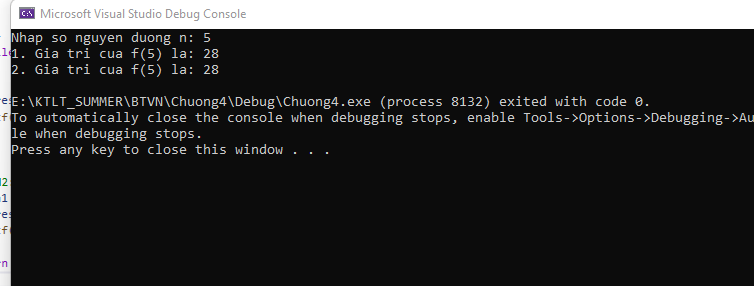 Microsoft Visual Studio Debug Console
Nhap so nguyen duong n: 5
1. Gia tri cua f(5) la: 28
2. Gia tri cua f(5) la: 28
E:\KTLT_SUMMER\BTVN\Chuong4\Debug\Chuong4.exe (process 8132) exited with code 0.
To automatically close the console when debugging stops, enable Tools->Options->Debugging->Au
le when debugging stops.
Press any key to close this window . . .